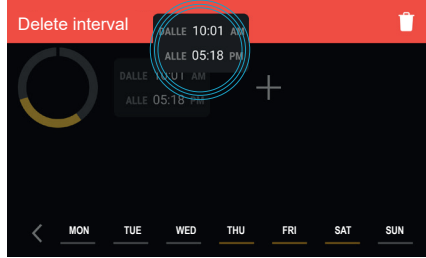 Delete interval
DALLE 10:01 AM
ALLE 05:18 PM
DALLE 10:01 AM
ALLE 05:18 PM
MON TUE WED THU FRI SAT SUN